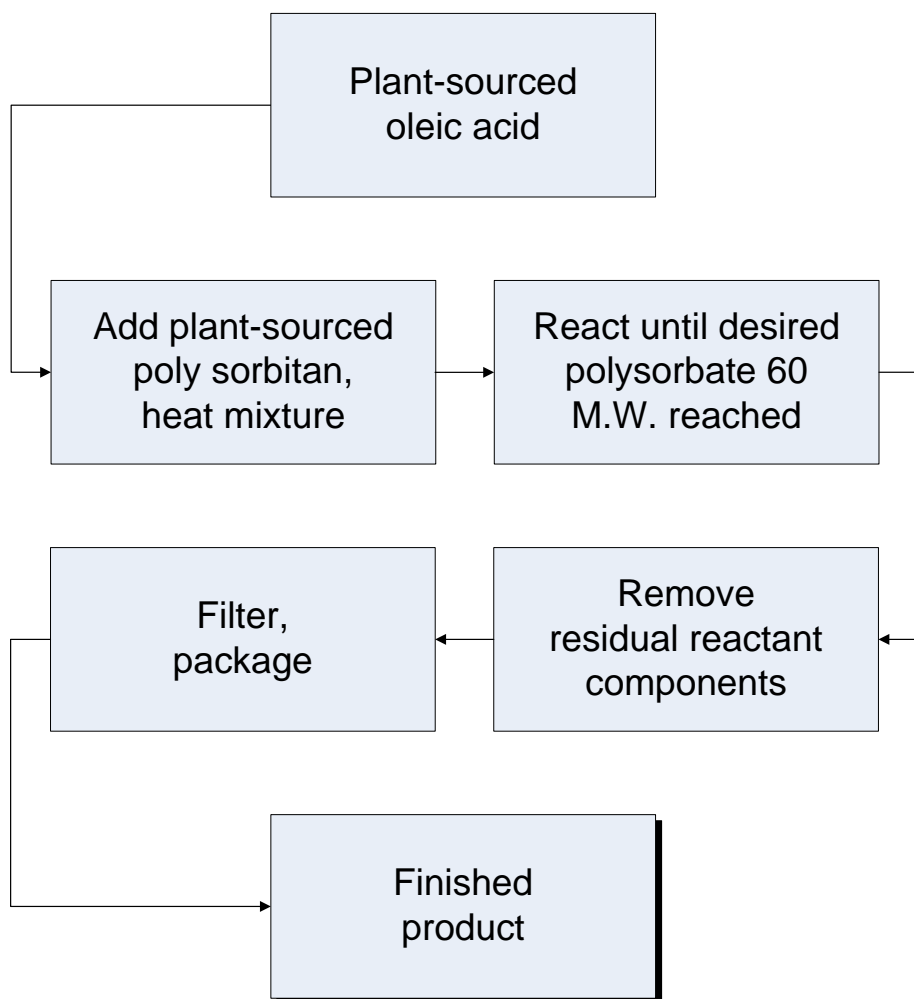 Plant-sourced
oleic acid
Add plant-sourced
poly sorbitan,
heat mixture
React until desired
polysorbate 60
M.W. reached
Remove
residual reactant
components
Filter,
package
Finished
product